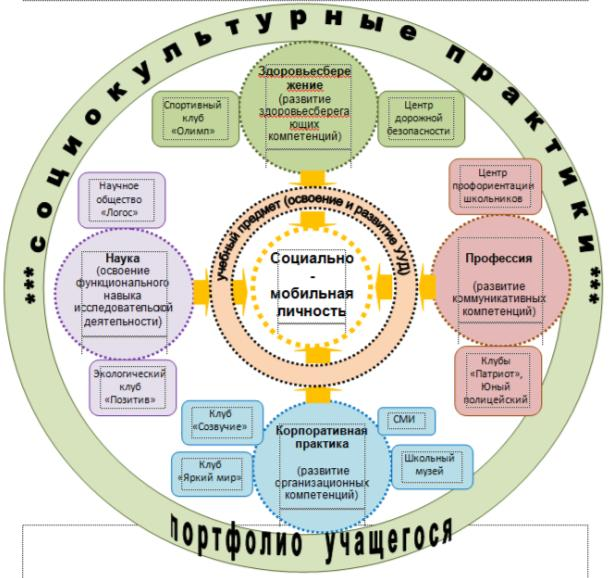 *** социокультурные практики ***
Здоровьесбере
жение
(развитие
здоровьесберега
ющих
компетенций)
Спортивный
клуб
«Олимп»
Центр
дорожной
безопасности
Научное
общество
«Логос»
Наука
(освоение
функционального
навыка
исследовательской
деятельности)
Экологический
клуб
«Позитив»
учебный предмет (освоение и развитие УУД)
Социально
-
мобильная
личность
Центр
профориентации
школьников
Профессия
(развитие
коммуникативных
компетенций)
Клубы
«Патриот»,
Юный
полицейский
Клуб
«Созвучие»
Клуб
«Яркий мир»
Корпоративная
практика
(развитие
организационных
компетенций)
СМИ
Школьный
музей
портфолио учащегося